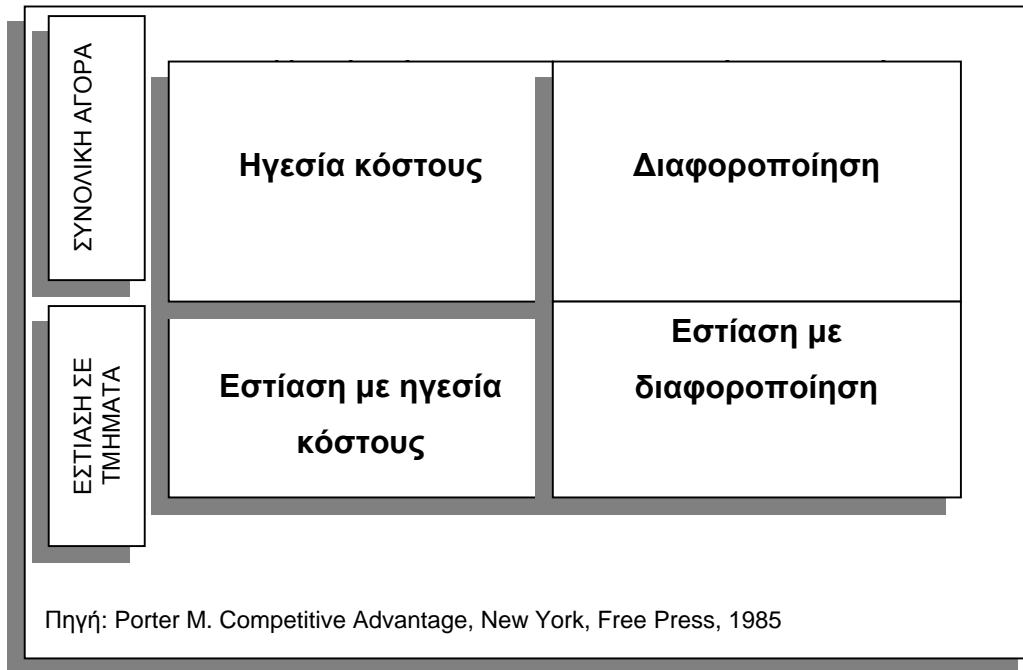 ΣΥΝΟΛΙΚΗ ΑΓΟΡΑ
Ηγεσία κόστους
Διαφοροποίηση
ΕΣΤΙΑΣΗ ΣΕ
ΤΜΗΜΑΤΑ
Εστίαση με ηγεσία
κόστους
Εστίαση με
διαφοροποίηση
Πηγή: Porter M. Competitive Advantage, New York, Free Press, 1985